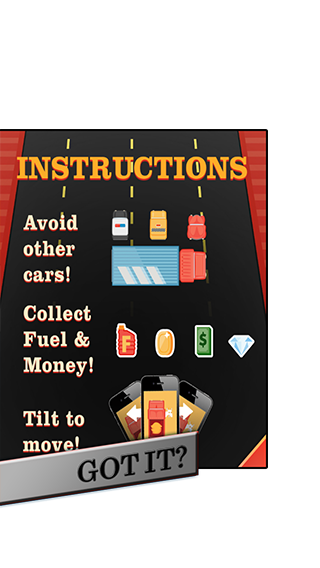 INSTRUCTIONS
Avoid
other
cars!
Collect
Fuel &
Money!
Tilt to
move!
GOT IT?